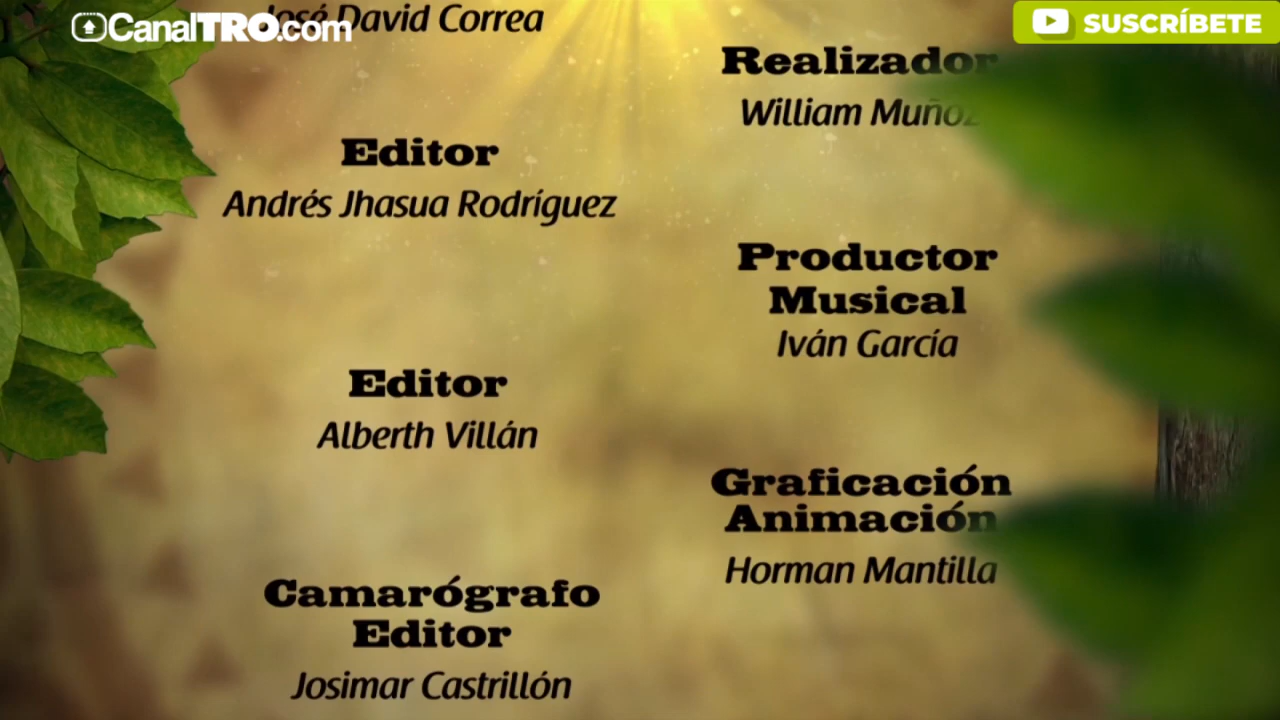 José David Correa
CanalTRO.com
SUSCRÍBETE
Realizador
William Muñoz
Editor
Andrés Jhasua Rodríguez
Productor
Musical
Iván García
Editor
Alberth Villán
Graficación
Animación
Horman Mantilla
Camarógrafo
Editor
Josimar Castrillón